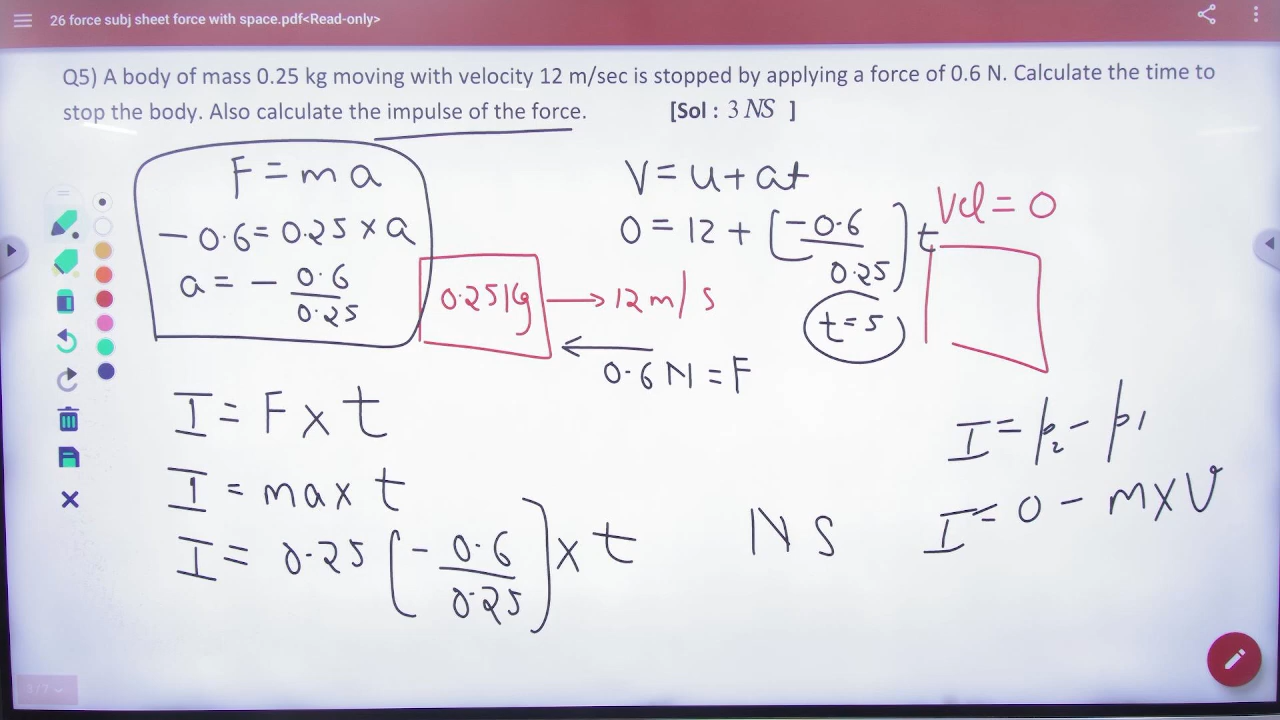 26 force subj sheet force with space.pdf<Read-only>
Q5) A body of mass 0.25 kg moving with velocity 12 m/sec is stopped by applying a force of 0.6 N. Calculate the time to
stop the body. Also calculate the impulse of the force. [Sol : 3 NS ]
F = ma
- 0.6 = 0.25 x a
a = - 0.6/0.25
V = u + at
0 = 12 + (-0.6/0.25) t
t = 5
Vel = 0
0.25 Kg → 12 m/s
0.6 N = F
I = F x t
I = ma x t
I = 0.25 (- 0.6/0.25) x t
N S
I = p2 - p1
I = 0 - m x v
3 / 7